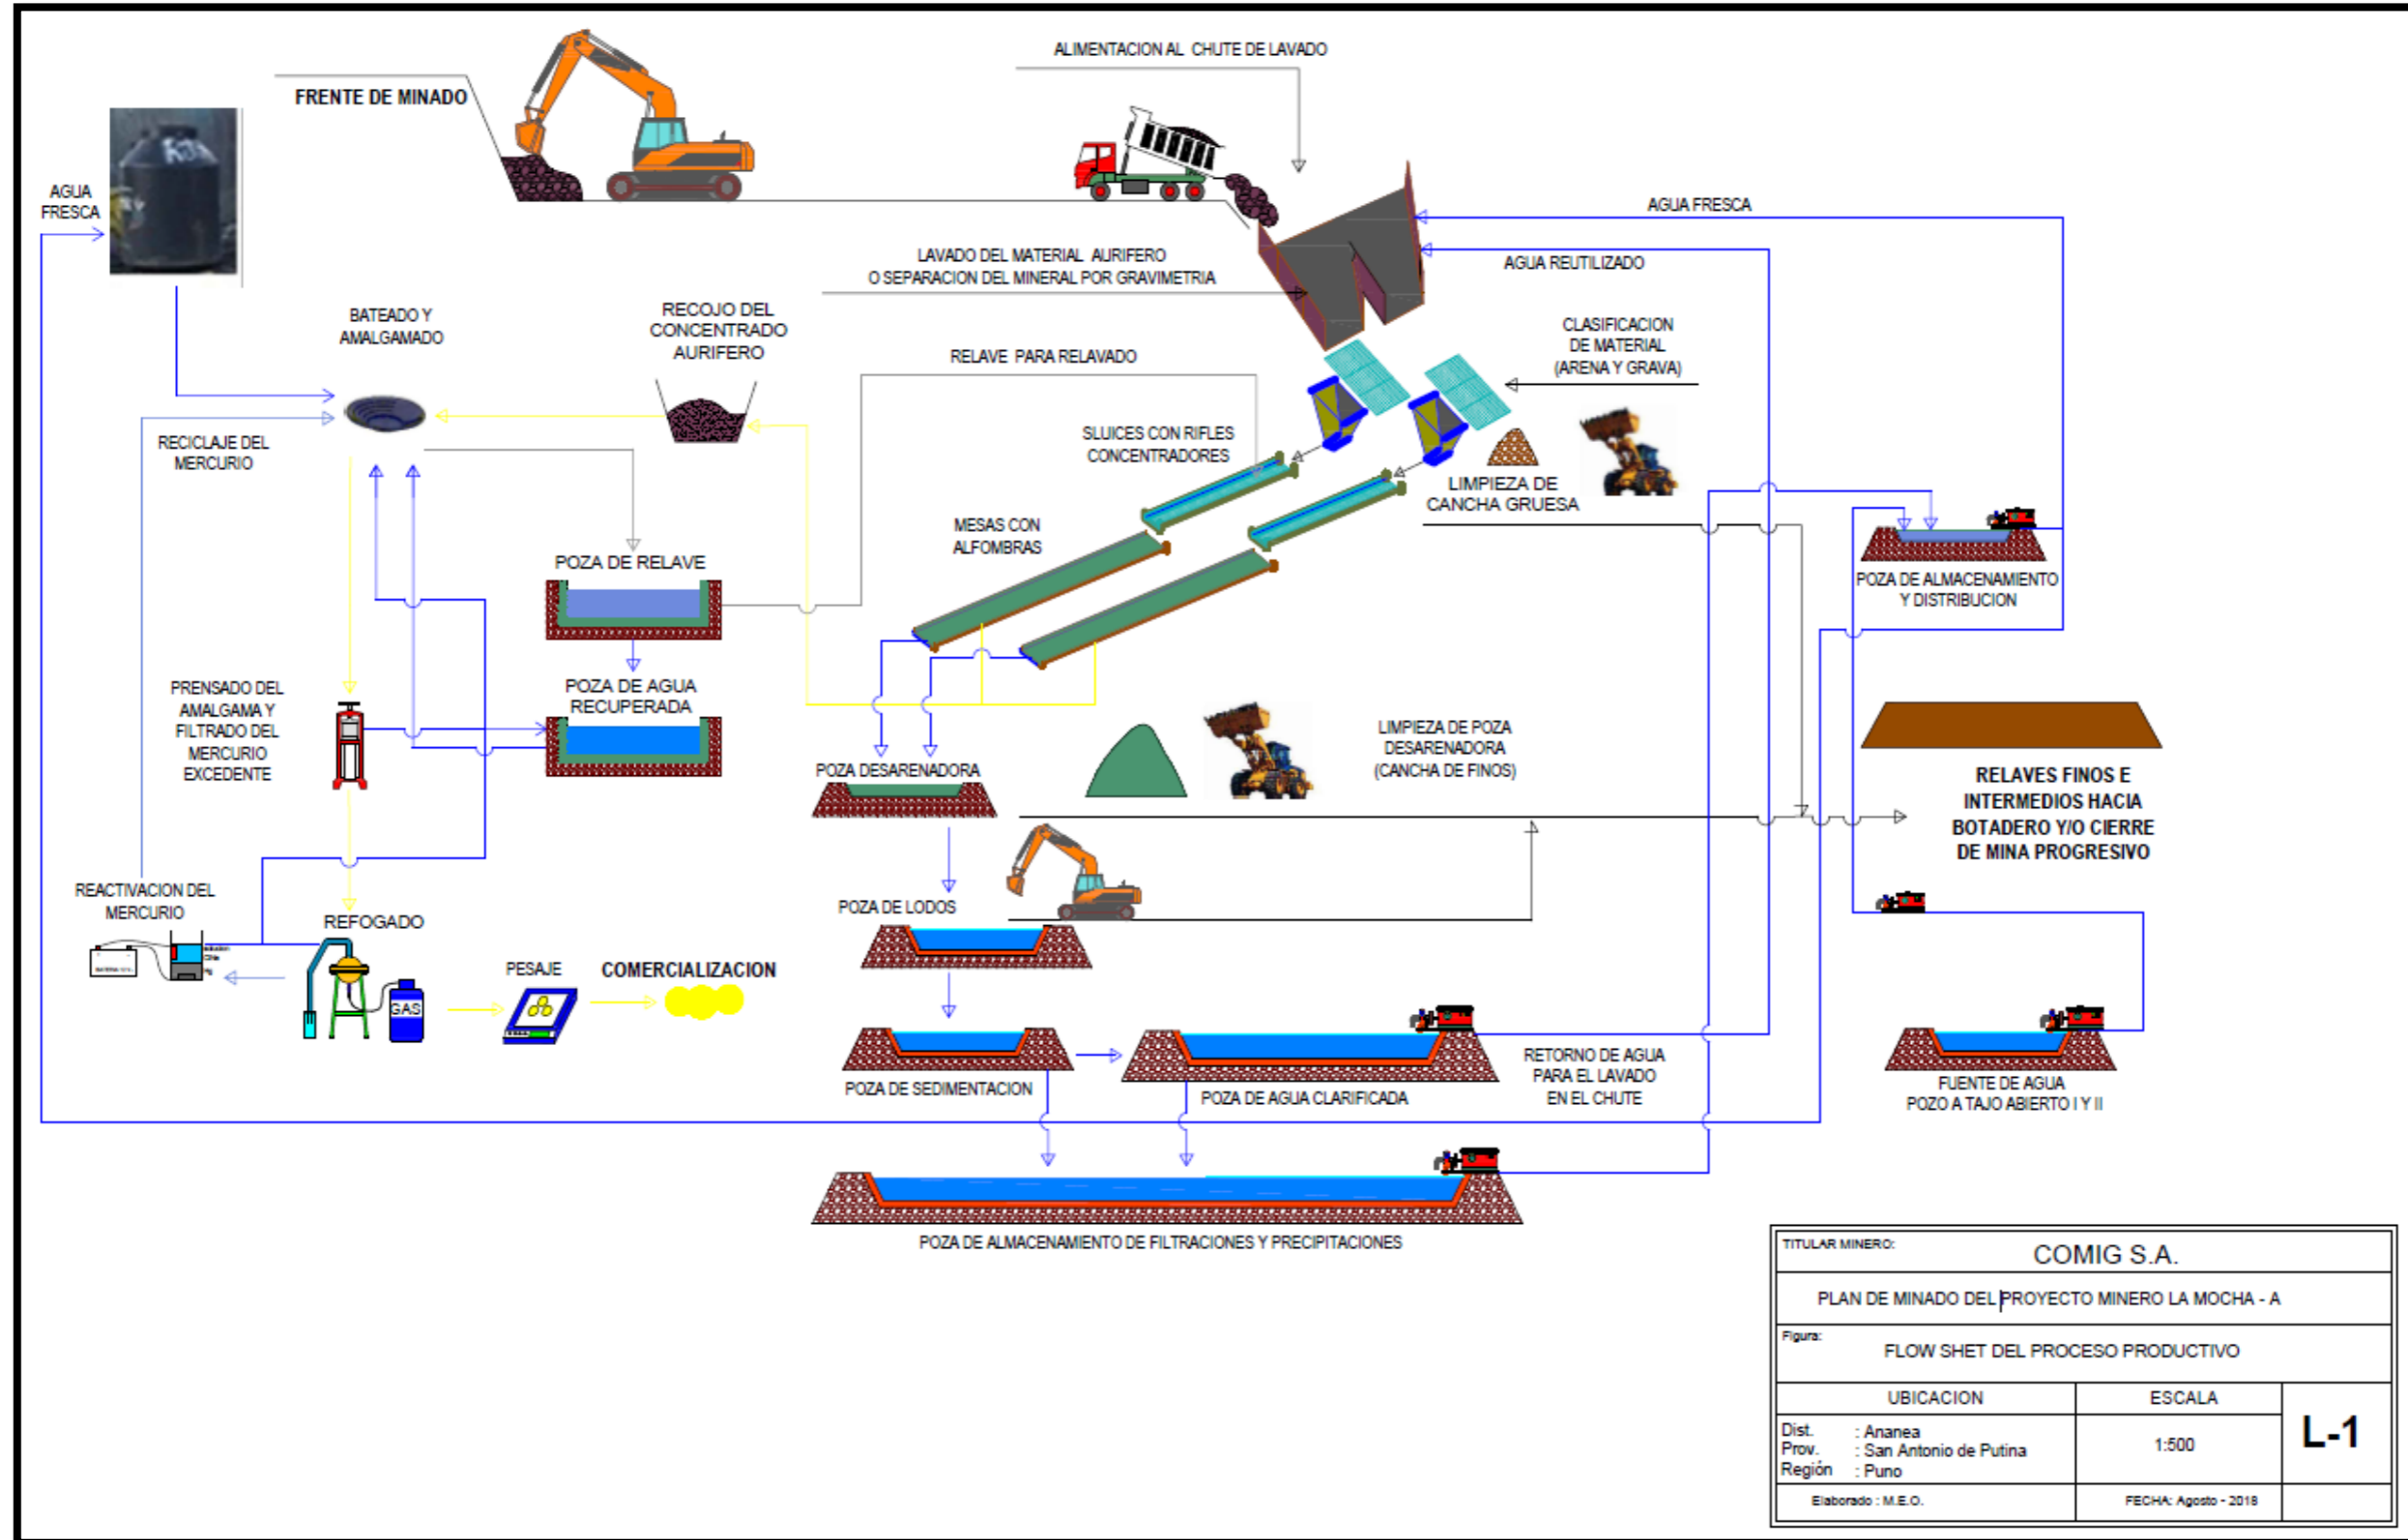 FRENTE DE MINADO
ALIMENTACION AL CHUTE DE LAVADO
AGUA
FRESCA
AGUA FRESCA
LAVADO DEL MATERIAL AURIFERO
O SEPARACION DEL MINERAL POR GRAVIMETRIA
AGUA REUTILIZADO
BATEADO Y
AMALGAMADO
RECOJO DEL
CONCENTRADO
AURIFERO
RELAVE PARA RELAVADO
CLASIFICACION
DE MATERIAL
(ARENA Y GRAVA)
RECICLAJE DEL
MERCURIO
SLUICES CON RIFLES
CONCENTRADORES
LIMPIEZA DE
CANCHA GRUESA
MESAS CON
ALFOMBRAS
POZA DE RELAVE
POZA DE ALMACENAMIENTO
Y DISTRIBUCION
PRENSADO DEL
AMALGAMA Y
FILTRADO DEL
MERCURIO
EXCEDENTE
POZA DE AGUA
RECUPERADA
POZA DESARENADORA
LIMPIEZA DE POZA
DESARENADORA
(CANCHA DE FINOS)
RELAVES FINOS E
INTERMEDIOS HACIA
BOTADERO Y/O CIERRE
DE MINA PROGRESIVO
REACTIVACION DEL
MERCURIO
REFOGADO
POZA DE LODOS
Hg
GAS
PESAJE
COMERCIALIZACION
POZA DE SEDIMENTACION
POZA DE AGUA CLARIFICADA
RETORNO DE AGUA
PARA EL LAVADO
EN EL CHUTE
FUENTE DE AGUA
POZO A TAJO ABIERTO I Y II
POZA DE ALMACENAMIENTO DE FILTRACIONES Y PRECIPITACIONES
TITULAR MINERO:
COMIG S.A.
PLAN DE MINADO DEL PROYECTO MINERO LA MOCHA - A
Figura:
FLOW SHET DEL PROCESO PRODUCTIVO
UBICACION
ESCALA
L-1
Dist. : Ananea
Prov. : San Antonio de Putina
Región : Puno
1:500
Elaborado : M.E.O.
FECHA: Agosto - 2018